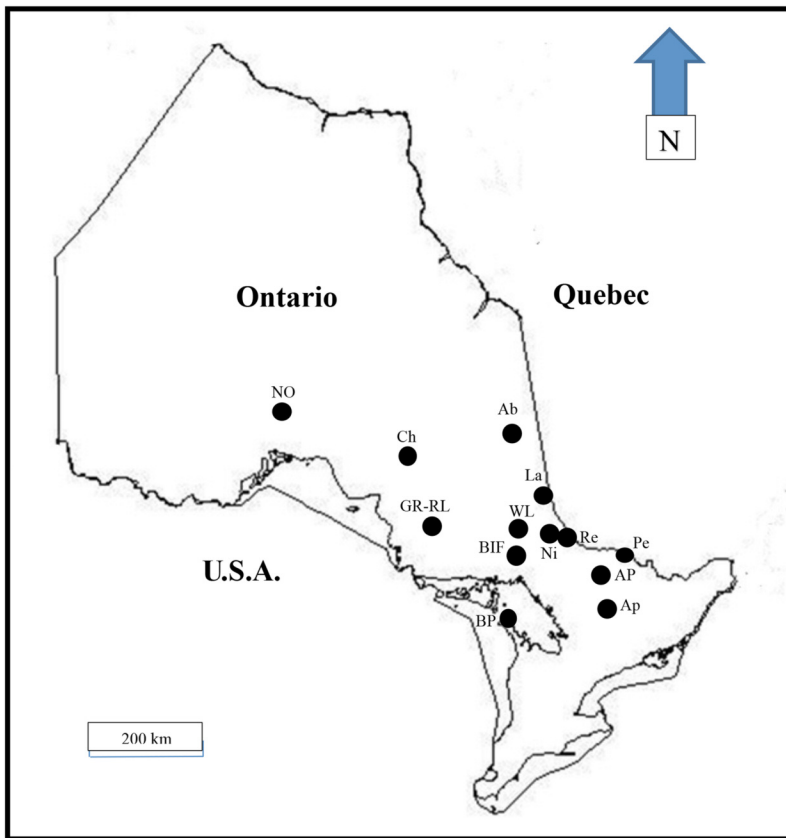 N
Ontario
Quebec
NO
Ab
Ch
La
GR-RL
WL
Ni
Re
Pe
BIF
AP
U.S.A.
Ap
BP
200 km